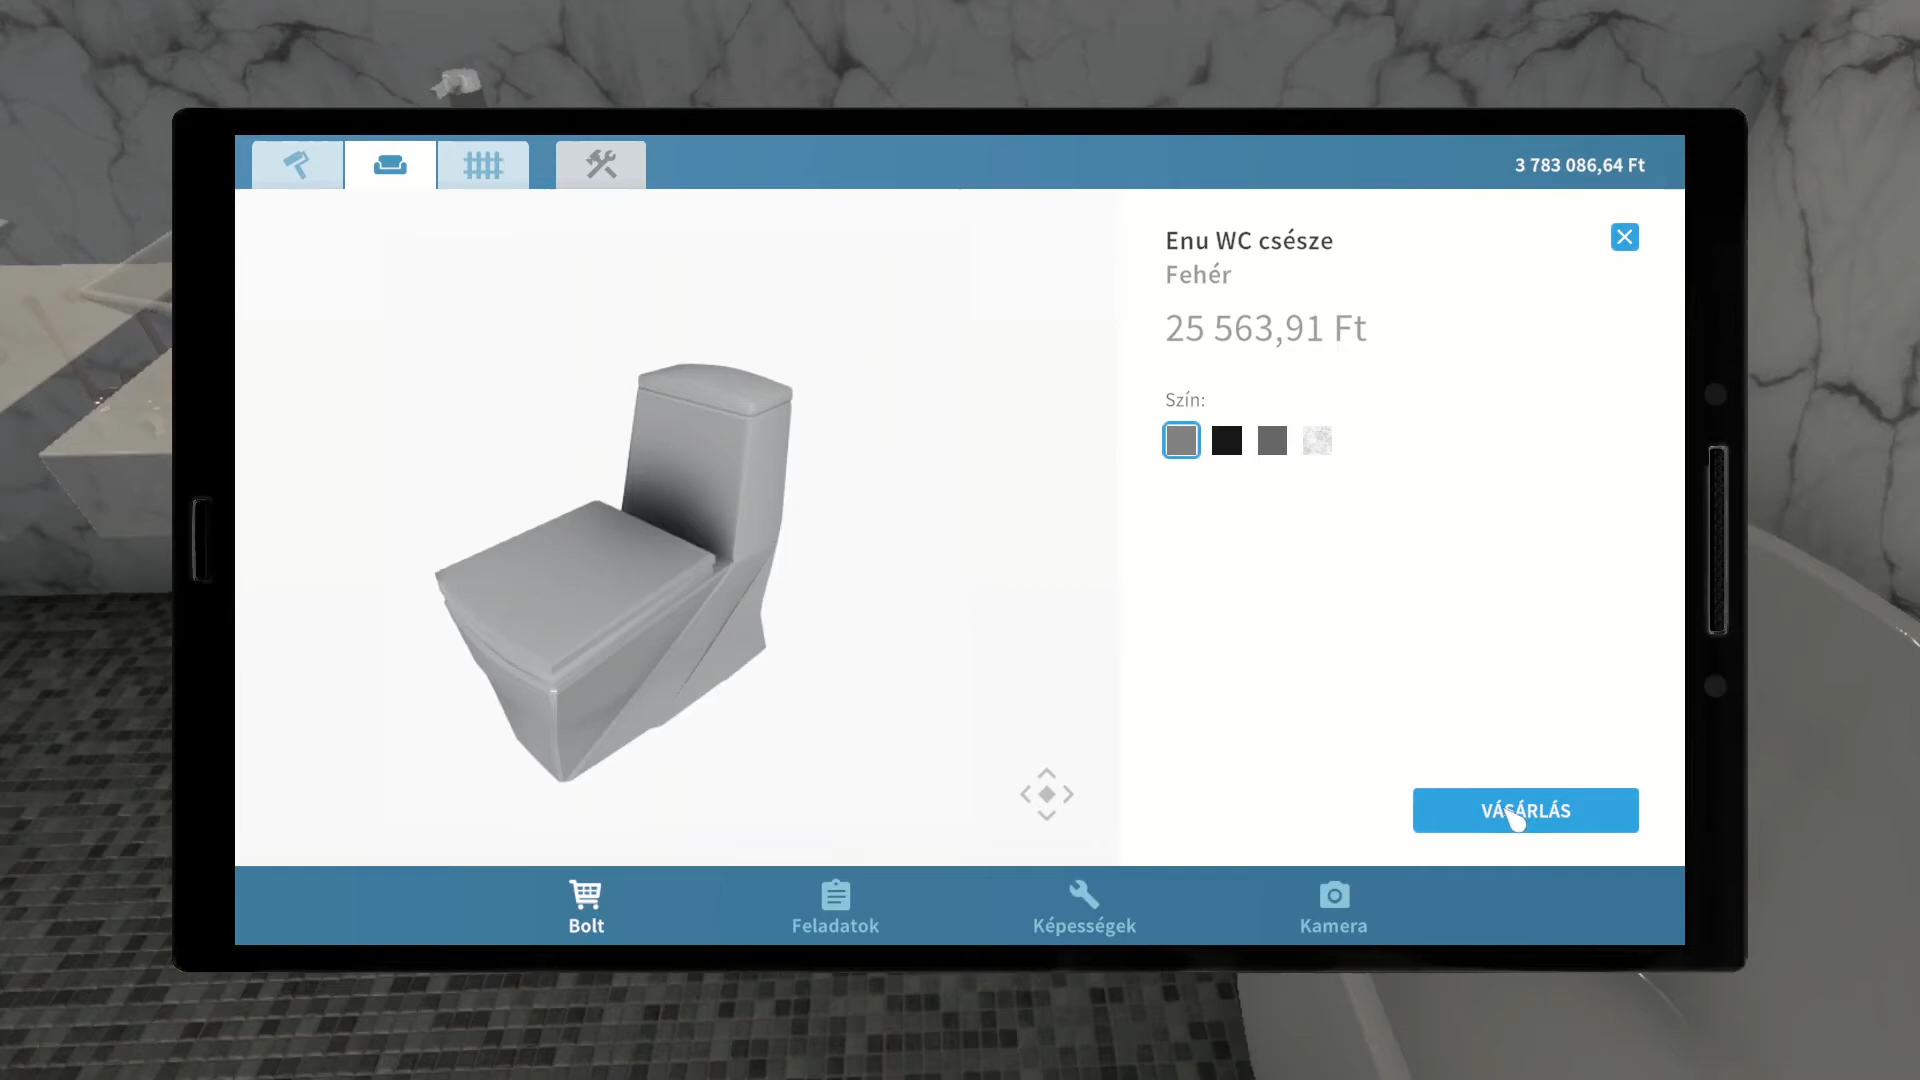 3 783 086,64 Ft
Enu WC csésze
Fehér
25 563,91 Ft
Szín:
VÁSÁRLÁS
Bolt
Feladatok
Képességek
Kamera